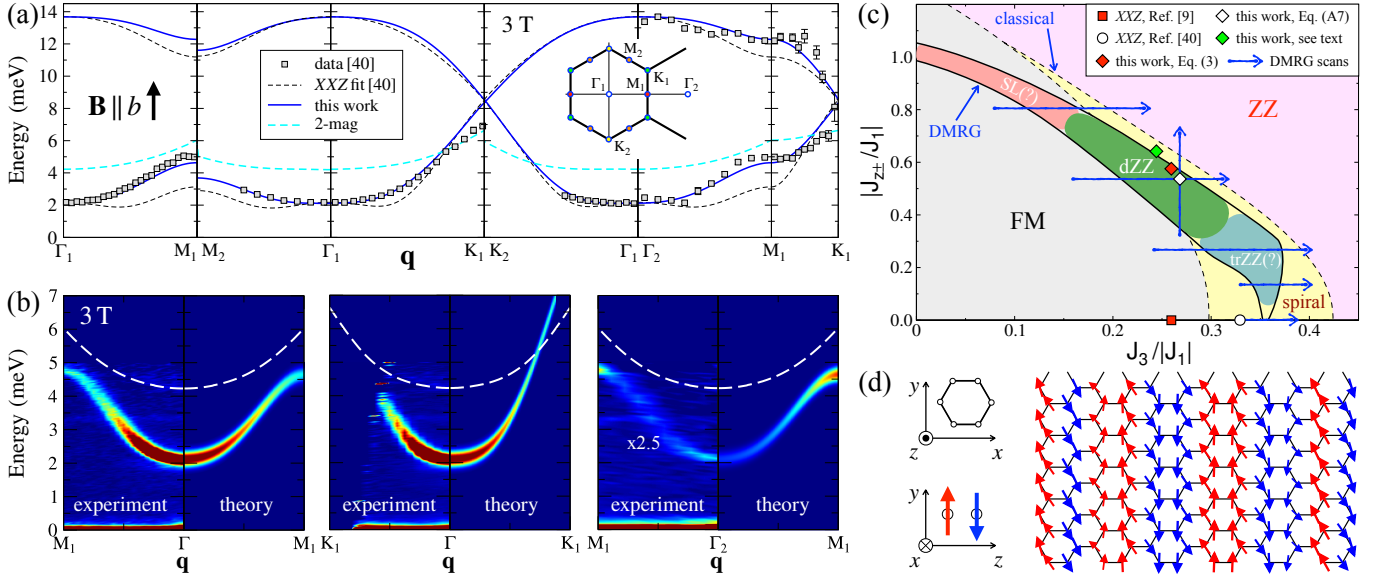 (a)
Energy (meV)
14
12
10
8
6
4
2
0
B || b
3 T
data [40]
XXZ fit [40]
this work
2-mag
M₂
Γ₁
M₁
K₁
Γ₂
K₂
Γ₁
M₁
M₂
Γ₁
q
K₁
K₂
Γ₁
Γ₂
M₁
K₁
(b)
Energy (meV)
7
6
5
4
3
2
1
0
3 T
experiment
theory
experiment
theory
x2.5
experiment
theory
M₁
Γ
M₁
K₁
Γ
K₁
M₁
Γ₂
M₁
q
q
q
(c)
|J_z±/J₁|
1.0
0.8
0.6
0.4
0.2
0.0
classical
XXZ, Ref. [9]
this work, Eq. (A7)
XXZ, Ref. [40]
this work, see text
this work, Eq. (3)
DMRG scans
SL(?)
ZZ
DMRG
dZZ
FM
trZZ(?)
spiral
0
0.1
0.2
0.3
0.4
J₃/|J₁|
(d)
y
z
x
y
x
z